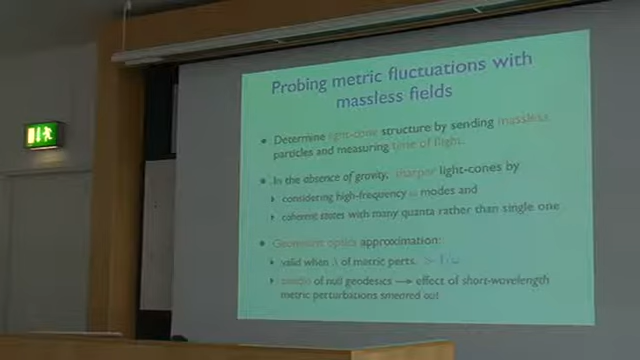 Probing metric fluctuations with
massless fields
Determine light-cone structure by sending massless
particles and measuring time of flight.
In the absence of gravity, sharper light-cones by
considering high-frequency modes and
coherent states with many quanta rather than single one
Geometric optics approximation:
valid when λ of metric perts.
of null geodesics → effect of short-wavelength
metric perturbations smeared out